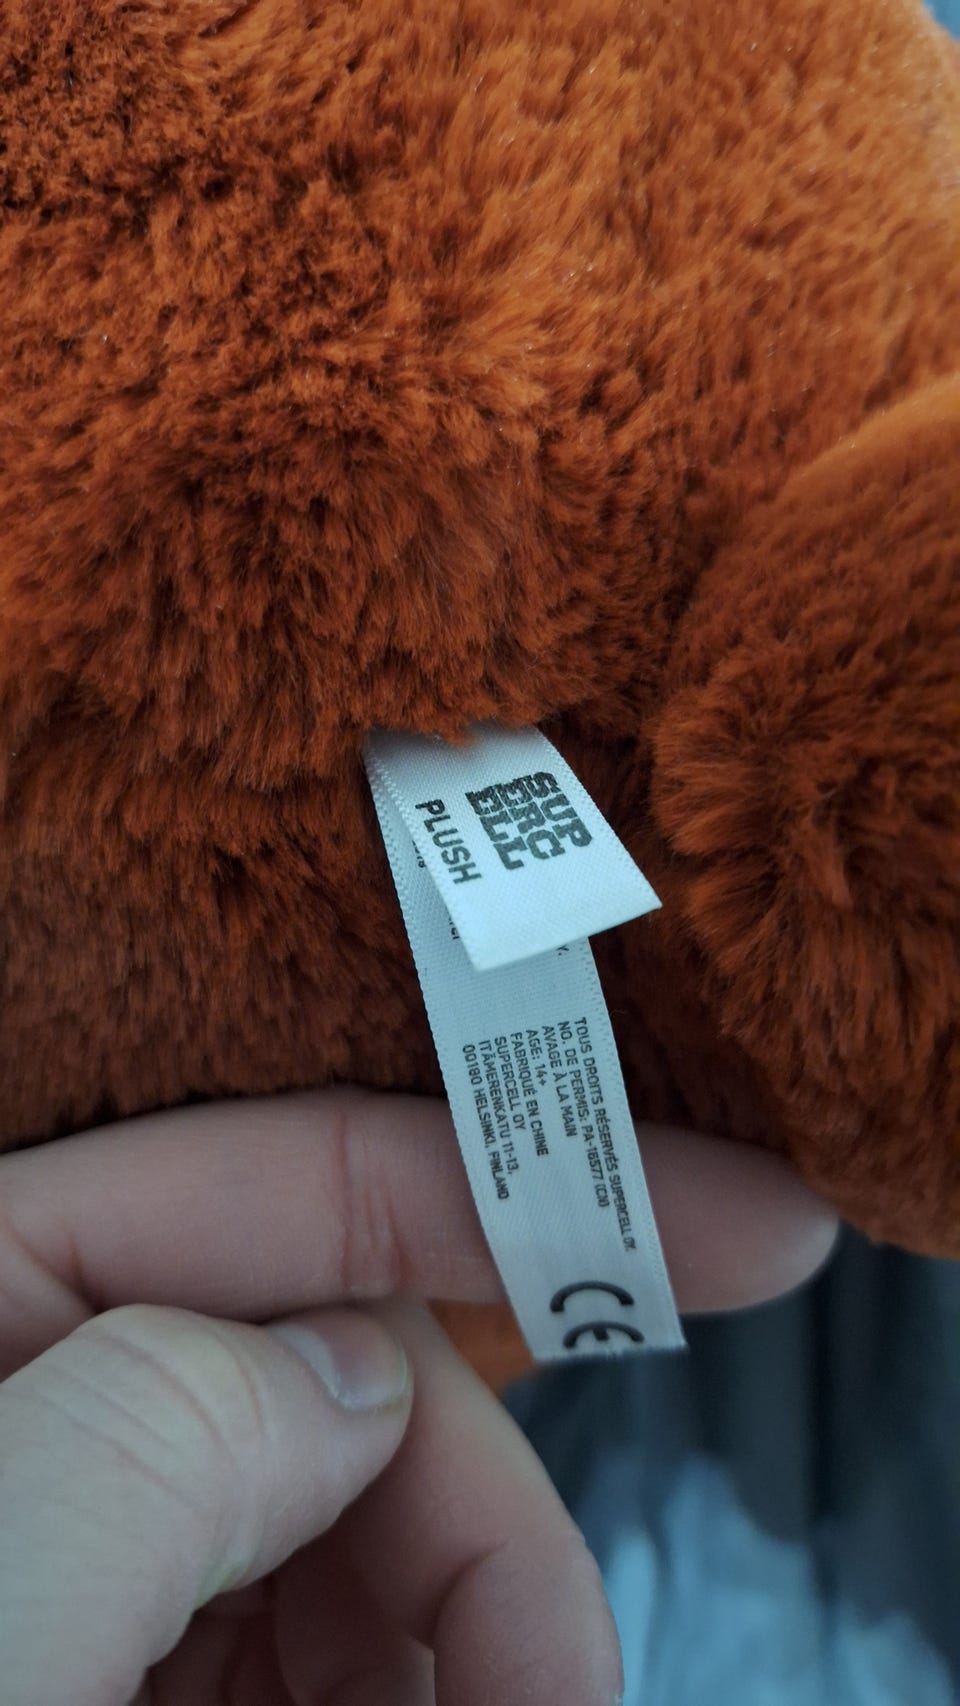 SUP
ERC
ELL
PLUSH
Y.
TOUS DROITS RÉSERVÉS SUPERCELL OY.
NO. DE PERMIS: PA-16577 (CN)
AVAGE À LA MAIN
AGE: 14+
FABRIQUÉ EN CHINE
SUPERCELL OY
ITÄMERENKATU 11-13,
00180 HELSINKI, FINLAND
CE